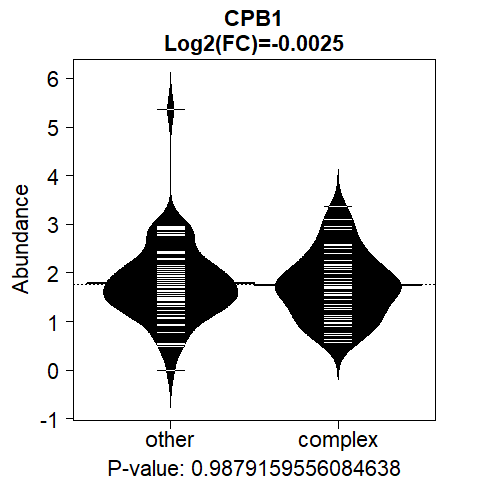 CPB1
Log2(FC)=-0.0025
Abundance
6
5
4
3
2
1
0
-1
other complex
P-value: 0.9879159556084638